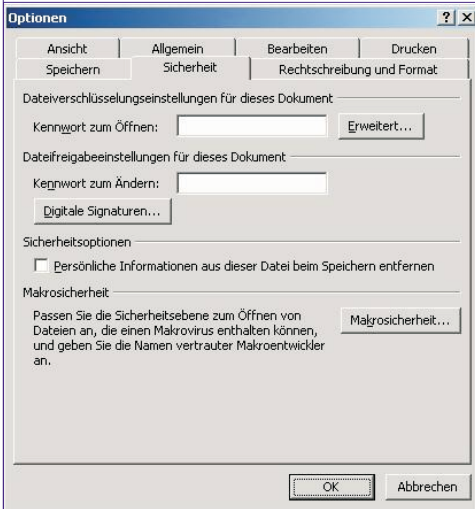 Optionen
Ansicht Allgemein Bearbeiten Drucken
Speichern Sicherheit Rechtschreibung und Format
Dateiverschlüsselungseinstellungen für dieses Dokument
Kennwort zum Öffnen: Erweitert...
Dateifreigabeeinstellungen für dieses Dokument
Kennwort zum Ändern:
Digitale Signaturen...
Sicherheitsoptionen
Persönliche Informationen aus dieser Datei beim Speichern entfernen
Makrosicherheit
Passen Sie die Sicherheitsebene zum Öffnen von
Dateien an, die einen Makrovirus enthalten können,
und geben Sie die Namen vertrauter Makroentwickler
an.
Makrosicherheit...
OK Abbrechen